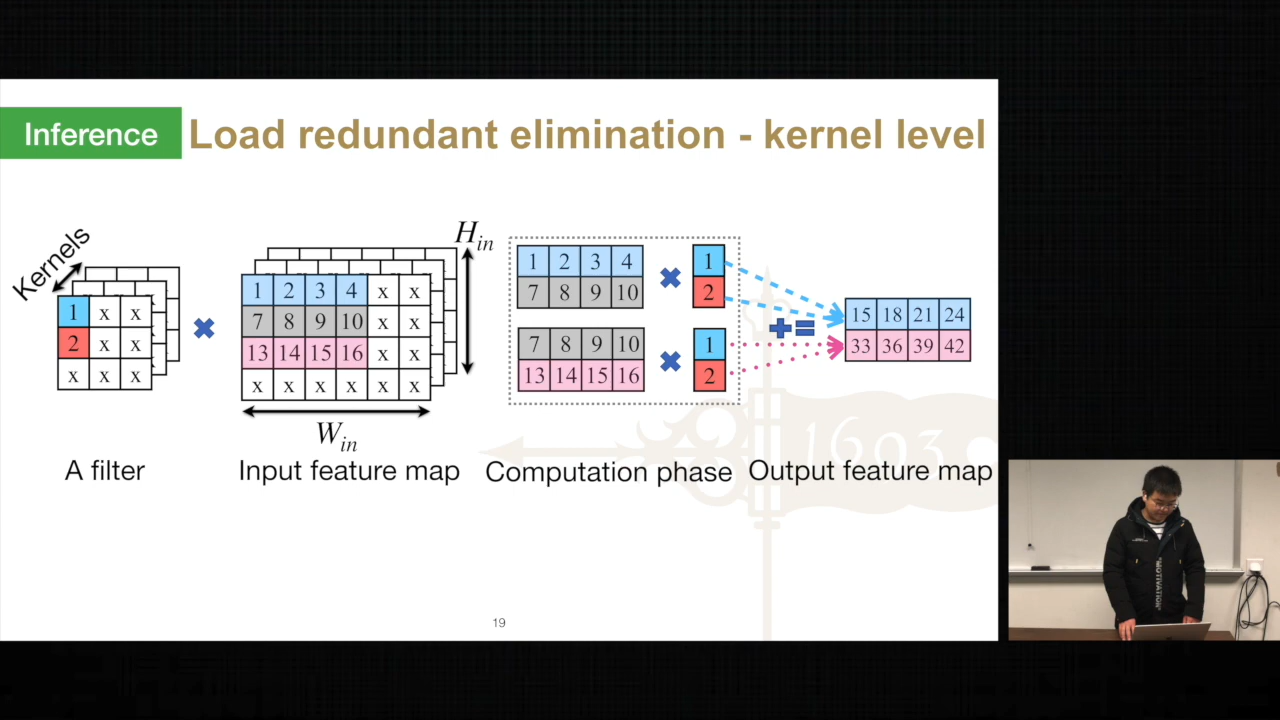 Inference
Load redundant elimination - kernel level
Kernels
1 x x
2 x x
x x x
H_in
1 2 3 4 x x
7 8 9 10 x x
13 14 15 16 x x
x x x x x x
W_in
1 2 3 4
7 8 9 10
1
2
7 8 9 10
13 14 15 16
1
2
+=
15 18 21 24
33 36 39 42
A filter
Input feature map
Computation phase
Output feature map
1603
19
MOTIVATION